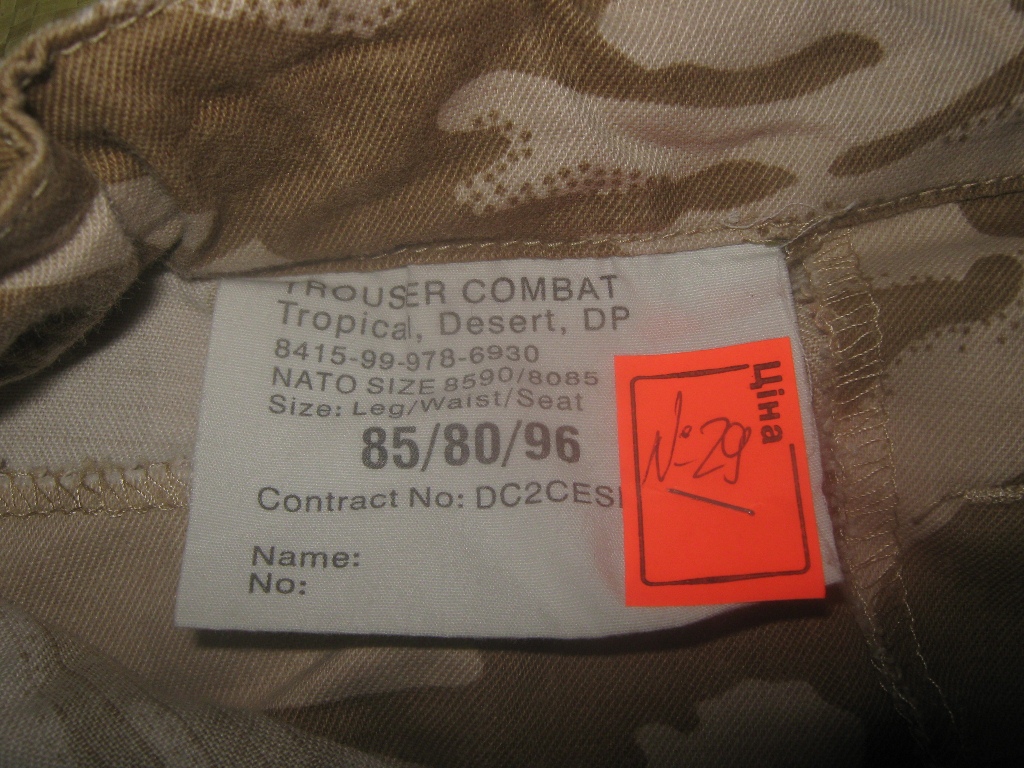 TROUSER COMBAT
Tropical, Desert, DP
8415-99-978-6930
NATO SIZE 8590/8085
Size: Leg/Waist/Seat
85/80/96
Contract No: DC2CES
Name:
No:
Ціна
№ 29